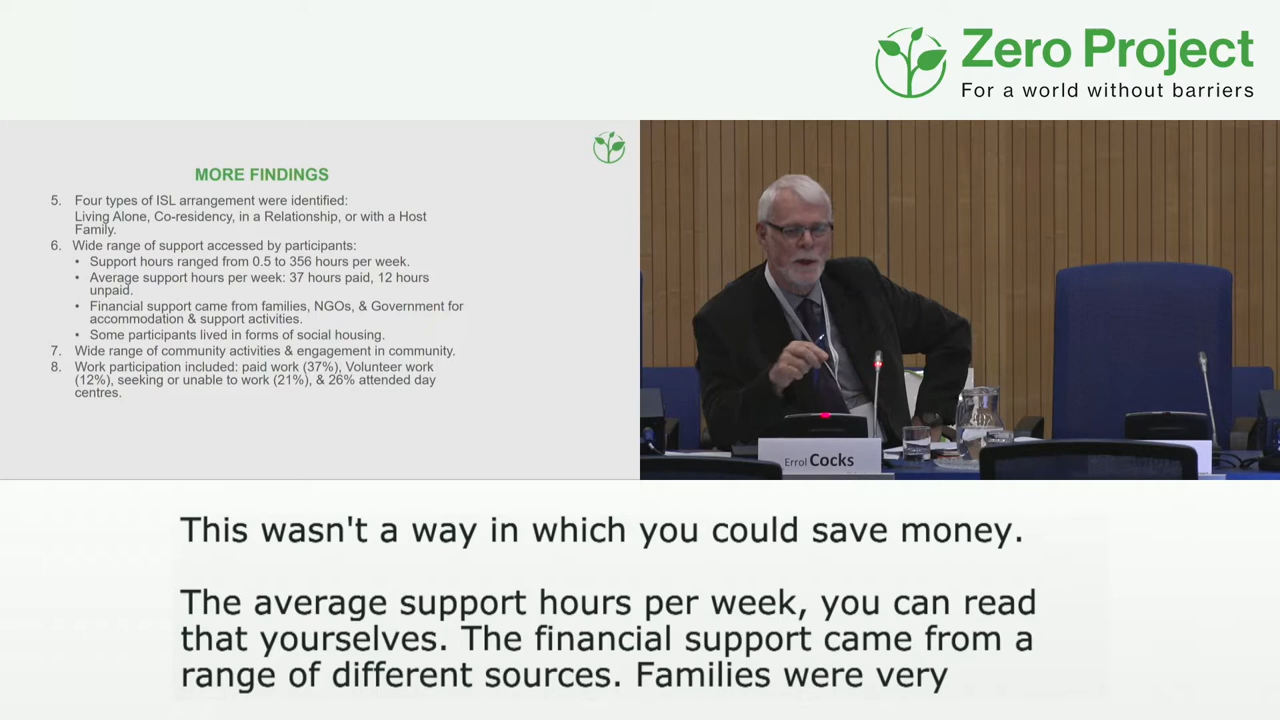 Zero Project
For a world without barriers
MORE FINDINGS
5. Four types of ISL arrangement were identified:
Living Alone, Co-residency, in a Relationship, or with a Host
Family.
6. Wide range of support accessed by participants:
• Support hours ranged from 0.5 to 356 hours per week.
• Average support hours per week: 37 hours paid, 12 hours
unpaid.
• Financial support came from families, NGOs, & Government for
accommodation & support activities.
• Some participants lived in forms of social housing.
7. Wide range of community activities & engagement in community.
8. Work participation included: paid work (37%), Volunteer work
(12%), seeking or unable to work (21%), & 26% attended day
centres.
Errol Cocks
This wasn't a way in which you could save money.
The average support hours per week, you can read
that yourselves. The financial support came from a
range of different sources. Families were very